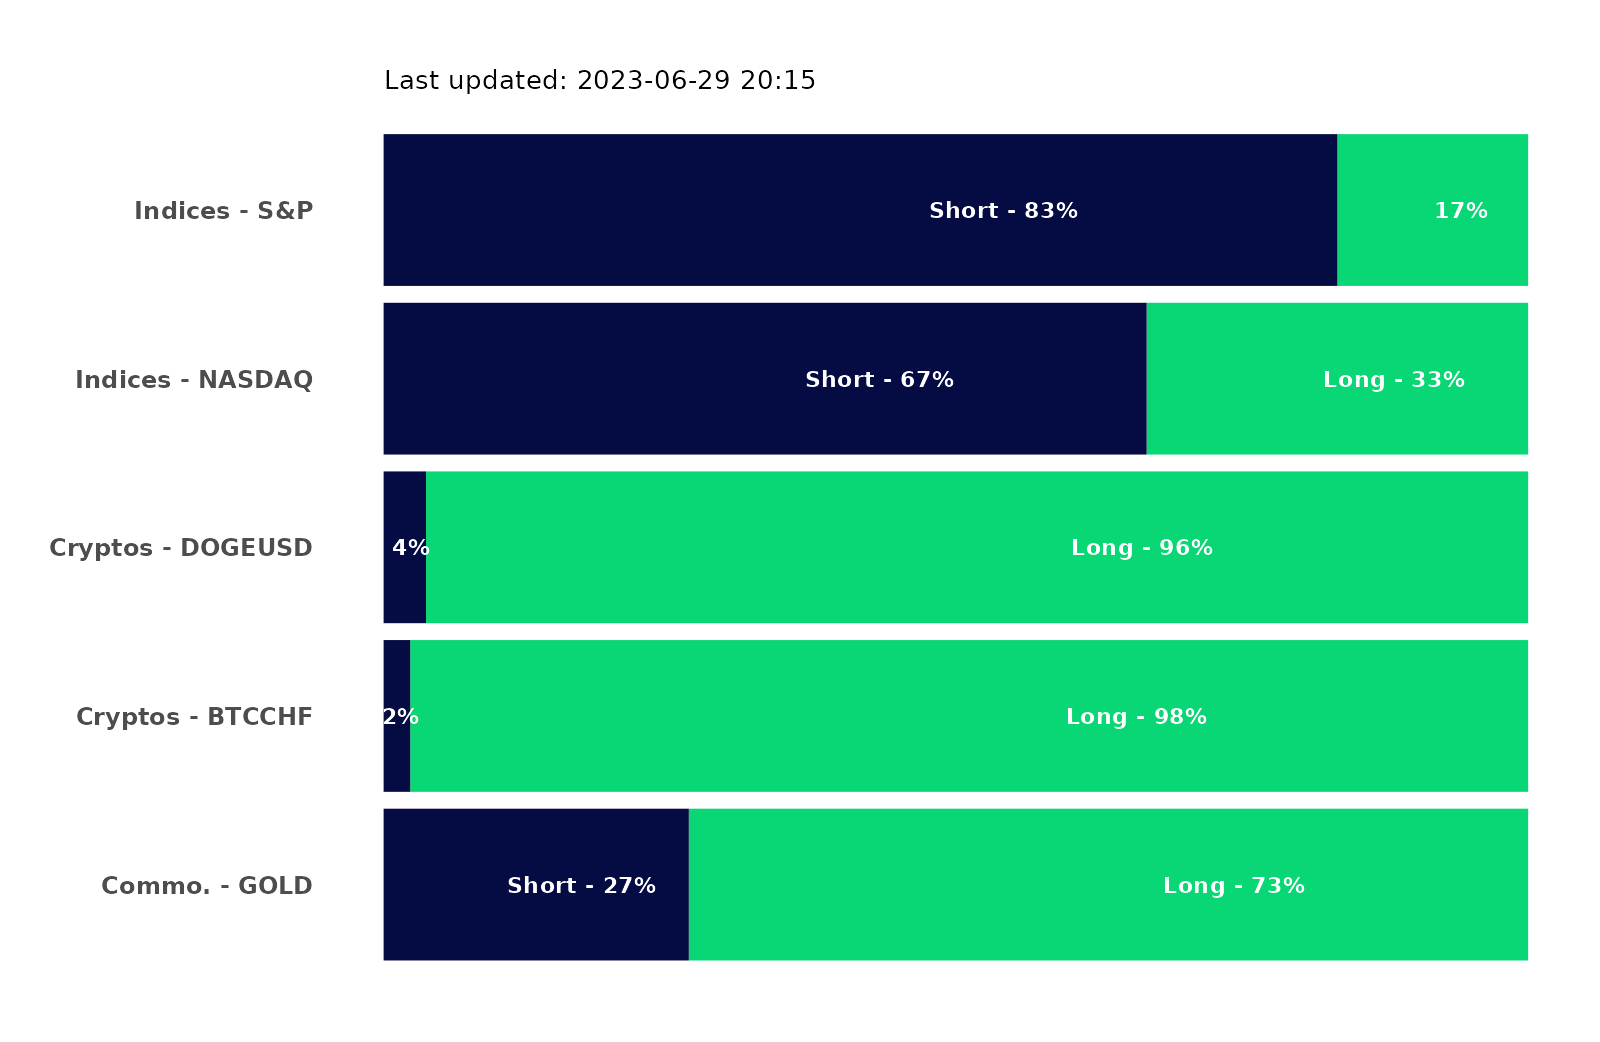 Last updated: 2023-06-29 20:15
Indices - S&P Short - 83% 17%
Indices - NASDAQ Short - 67% Long - 33%
Cryptos - DOGEUSD 4% Long - 96%
Cryptos - BTCCHF 2% Long - 98%
Commo. - GOLD Short - 27% Long - 73%